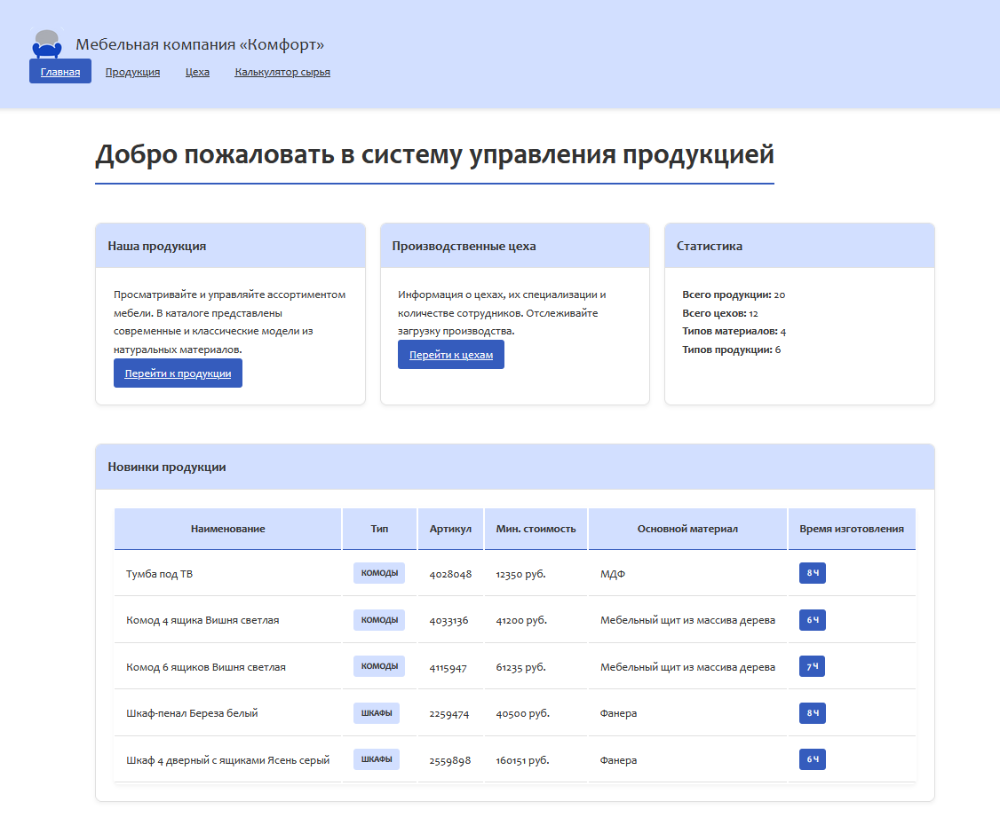 Мебельная компания «Комфорт»
Главная Продукция Цеха Калькулятор сырья
Добро пожаловать в систему управления продукцией
Наша продукция
Просматривайте и управляйте ассортиментом
мебели. В каталоге представлены
современные и классические модели из
натуральных материалов.
Перейти к продукции
Производственные цеха
Информация о цехах, их специализации и
количестве сотрудников. Отслеживайте
загрузку производства.
Перейти к цехам
Статистика
Всего продукции: 20
Всего цехов: 12
Типов материалов: 4
Типов продукции: 6
Новинки продукции
Наименование Тип Артикул Мин. стоимость Основной материал Время изготовления
Тумба под ТВ КОМОДЫ 4028048 12350 руб. МДФ 8 Ч
Комод 4 ящика Вишня светлая КОМОДЫ 4033136 41200 руб. Мебельный щит из массива дерева 6 Ч
Комод 6 ящиков Вишня светлая КОМОДЫ 4115947 61235 руб. Мебельный щит из массива дерева 7 Ч
Шкаф-пенал Береза белый ШКАФЫ 2259474 40500 руб. Фанера 8 Ч
Шкаф 4 дверный с ящиками Ясень серый ШКАФЫ 2559898 160151 руб. Фанера 6 Ч